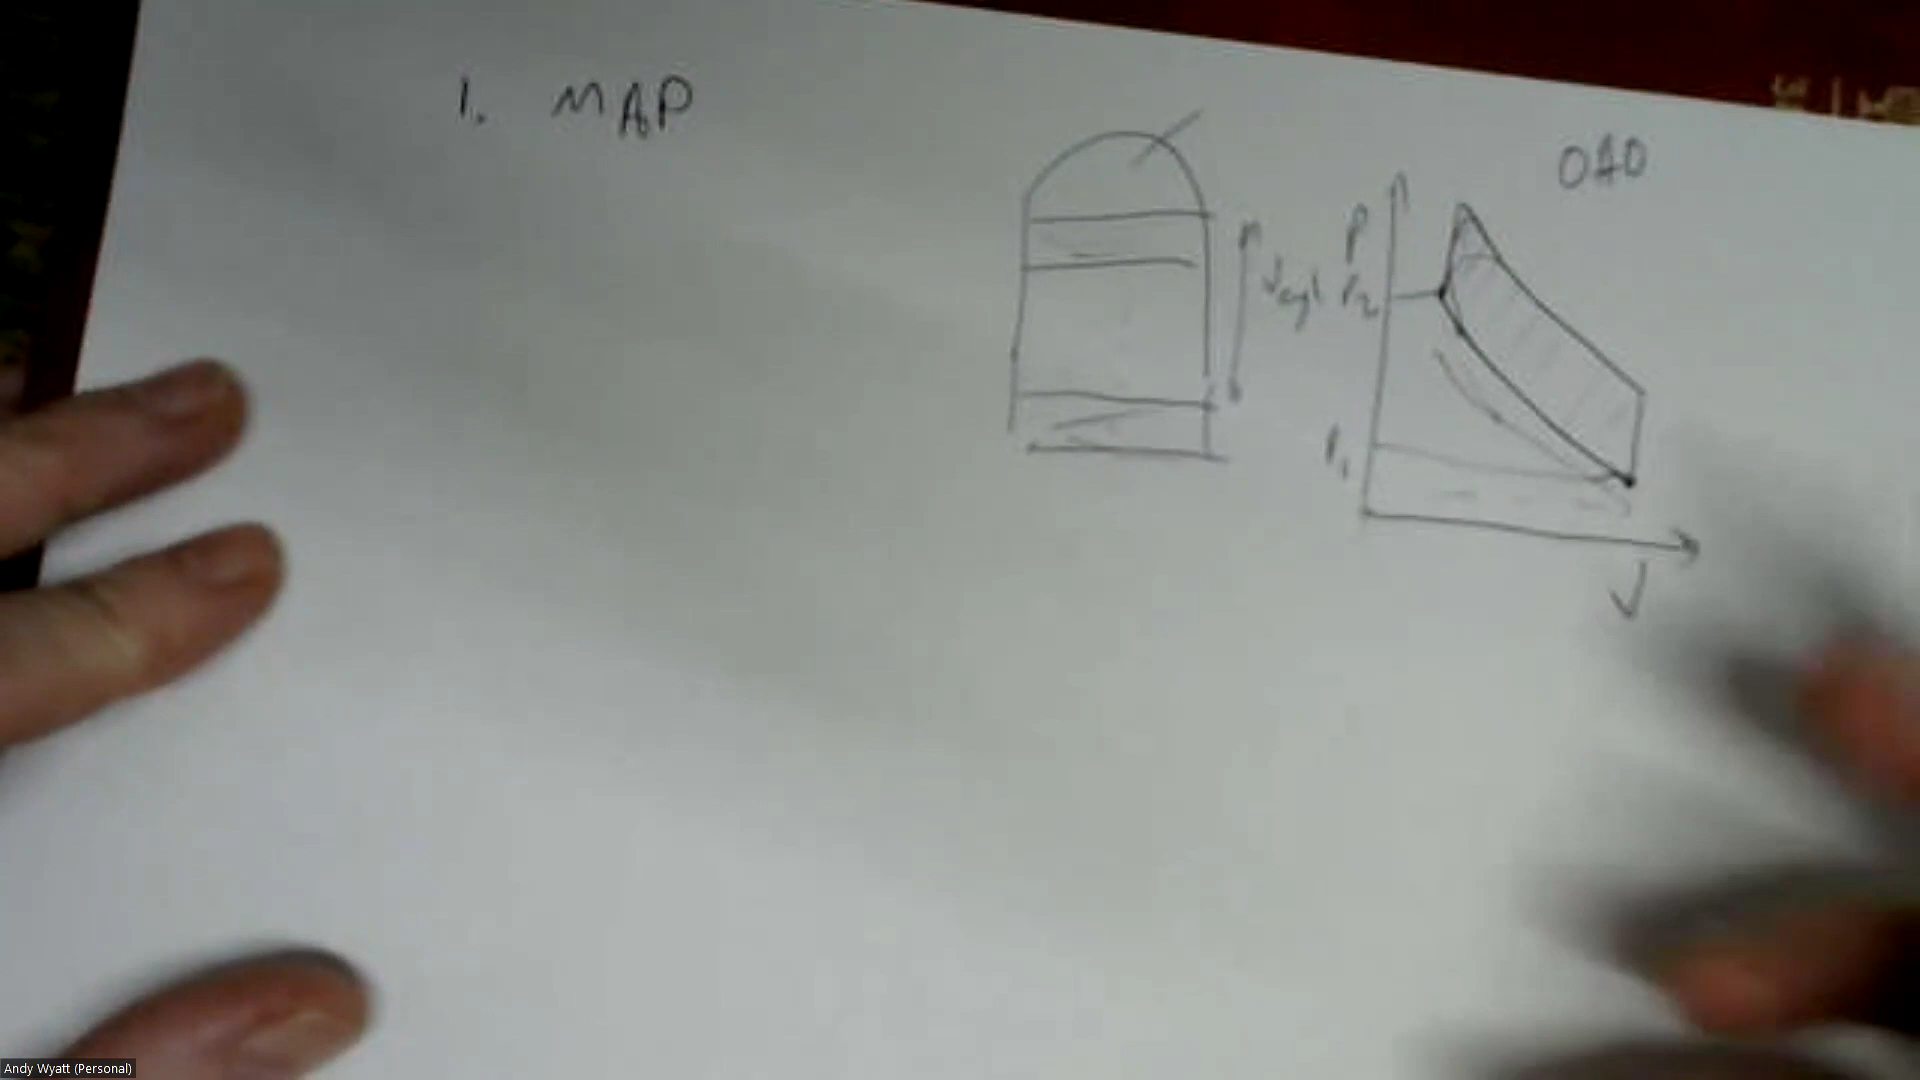 1. MAP
OAO
P
Vcyl
P2
P1
V
Andy Wyatt (Personal)